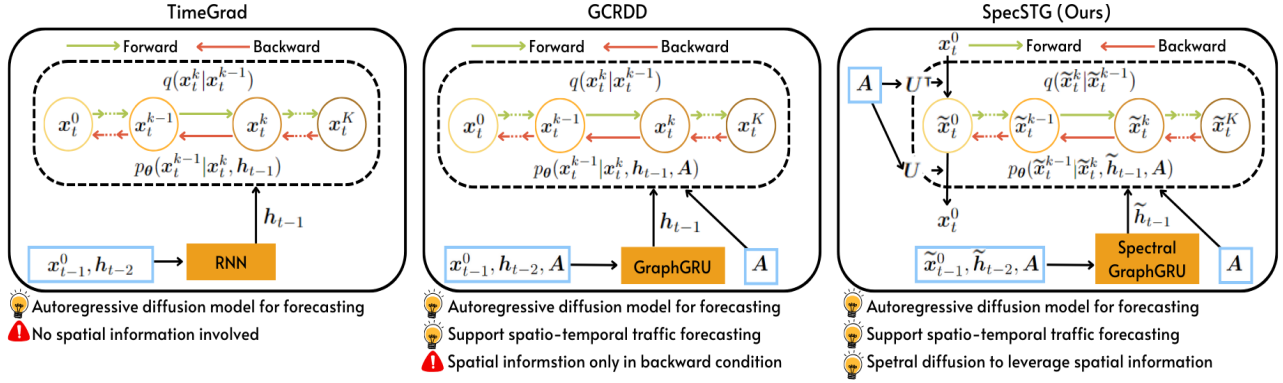 TimeGrad
Forward Backward
q(x_t^k|x_t^{k-1})
x_t^0 x_t^{k-1} x_t^k x_t^K
p_θ(x_t^{k-1}|x_t^k, h_{t-1})
h_{t-1}
x_{t-1}^0, h_{t-2}
RNN
Autoregressive diffusion model for forecasting
No spatial information involved
GCRDD
Forward Backward
q(x_t^k|x_t^{k-1})
x_t^0 x_t^{k-1} x_t^k x_t^K
p_θ(x_t^{k-1}|x_t^k, h_{t-1}, A)
h_{t-1}
x_{t-1}^0, h_{t-2}, A
GraphGRU
A
Autoregressive diffusion model for forecasting
Support spatio-temporal traffic forecasting
Spatial informstion only in backward condition
SpecSTG (Ours)
x_t^0 Forward Backward
A U^⊤ q(x̃_t^k|x̃_t^{k-1})
x̃_t^0 x̃_t^{k-1} x̃_t^k x̃_t^K
U p_θ(x̃_t^{k-1}|x̃_t^k, h̃_{t-1}, A)
x_t^0
h̃_{t-1}
x̃_{t-1}^0, h̃_{t-2}, A
Spectral
GraphGRU
A
Autoregressive diffusion model for forecasting
Support spatio-temporal traffic forecasting
Spetral diffusion to leverage spatial information